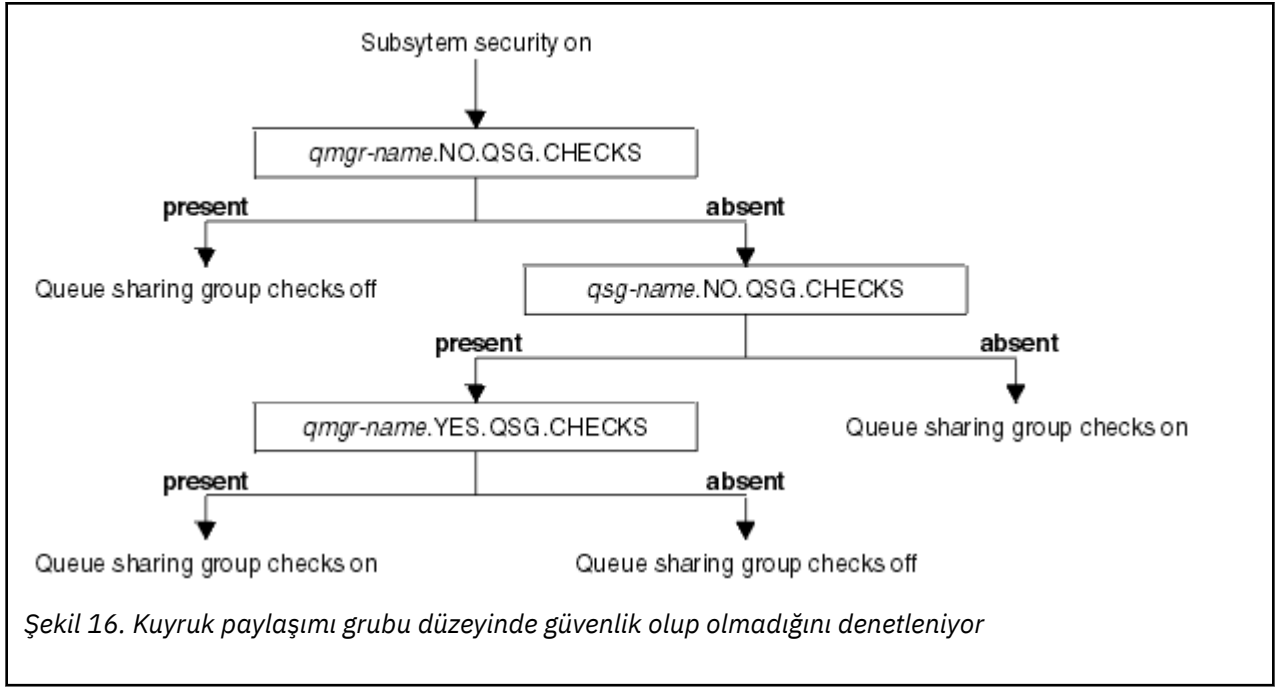 Subsytem security on
qmgr-name.NO.QSG.CHECKS
present absent
Queue sharing group checks off
qsg-name.NO.QSG.CHECKS
present absent
qmgr-name.YES.QSG.CHECKS
Queue sharing group checks on
present absent
Queue sharing group checks on
Queue sharing group checks off
Şekil 16. Kuyruk paylaşımı grubu düzeyinde güvenlik olup olmadığını denetleniyor